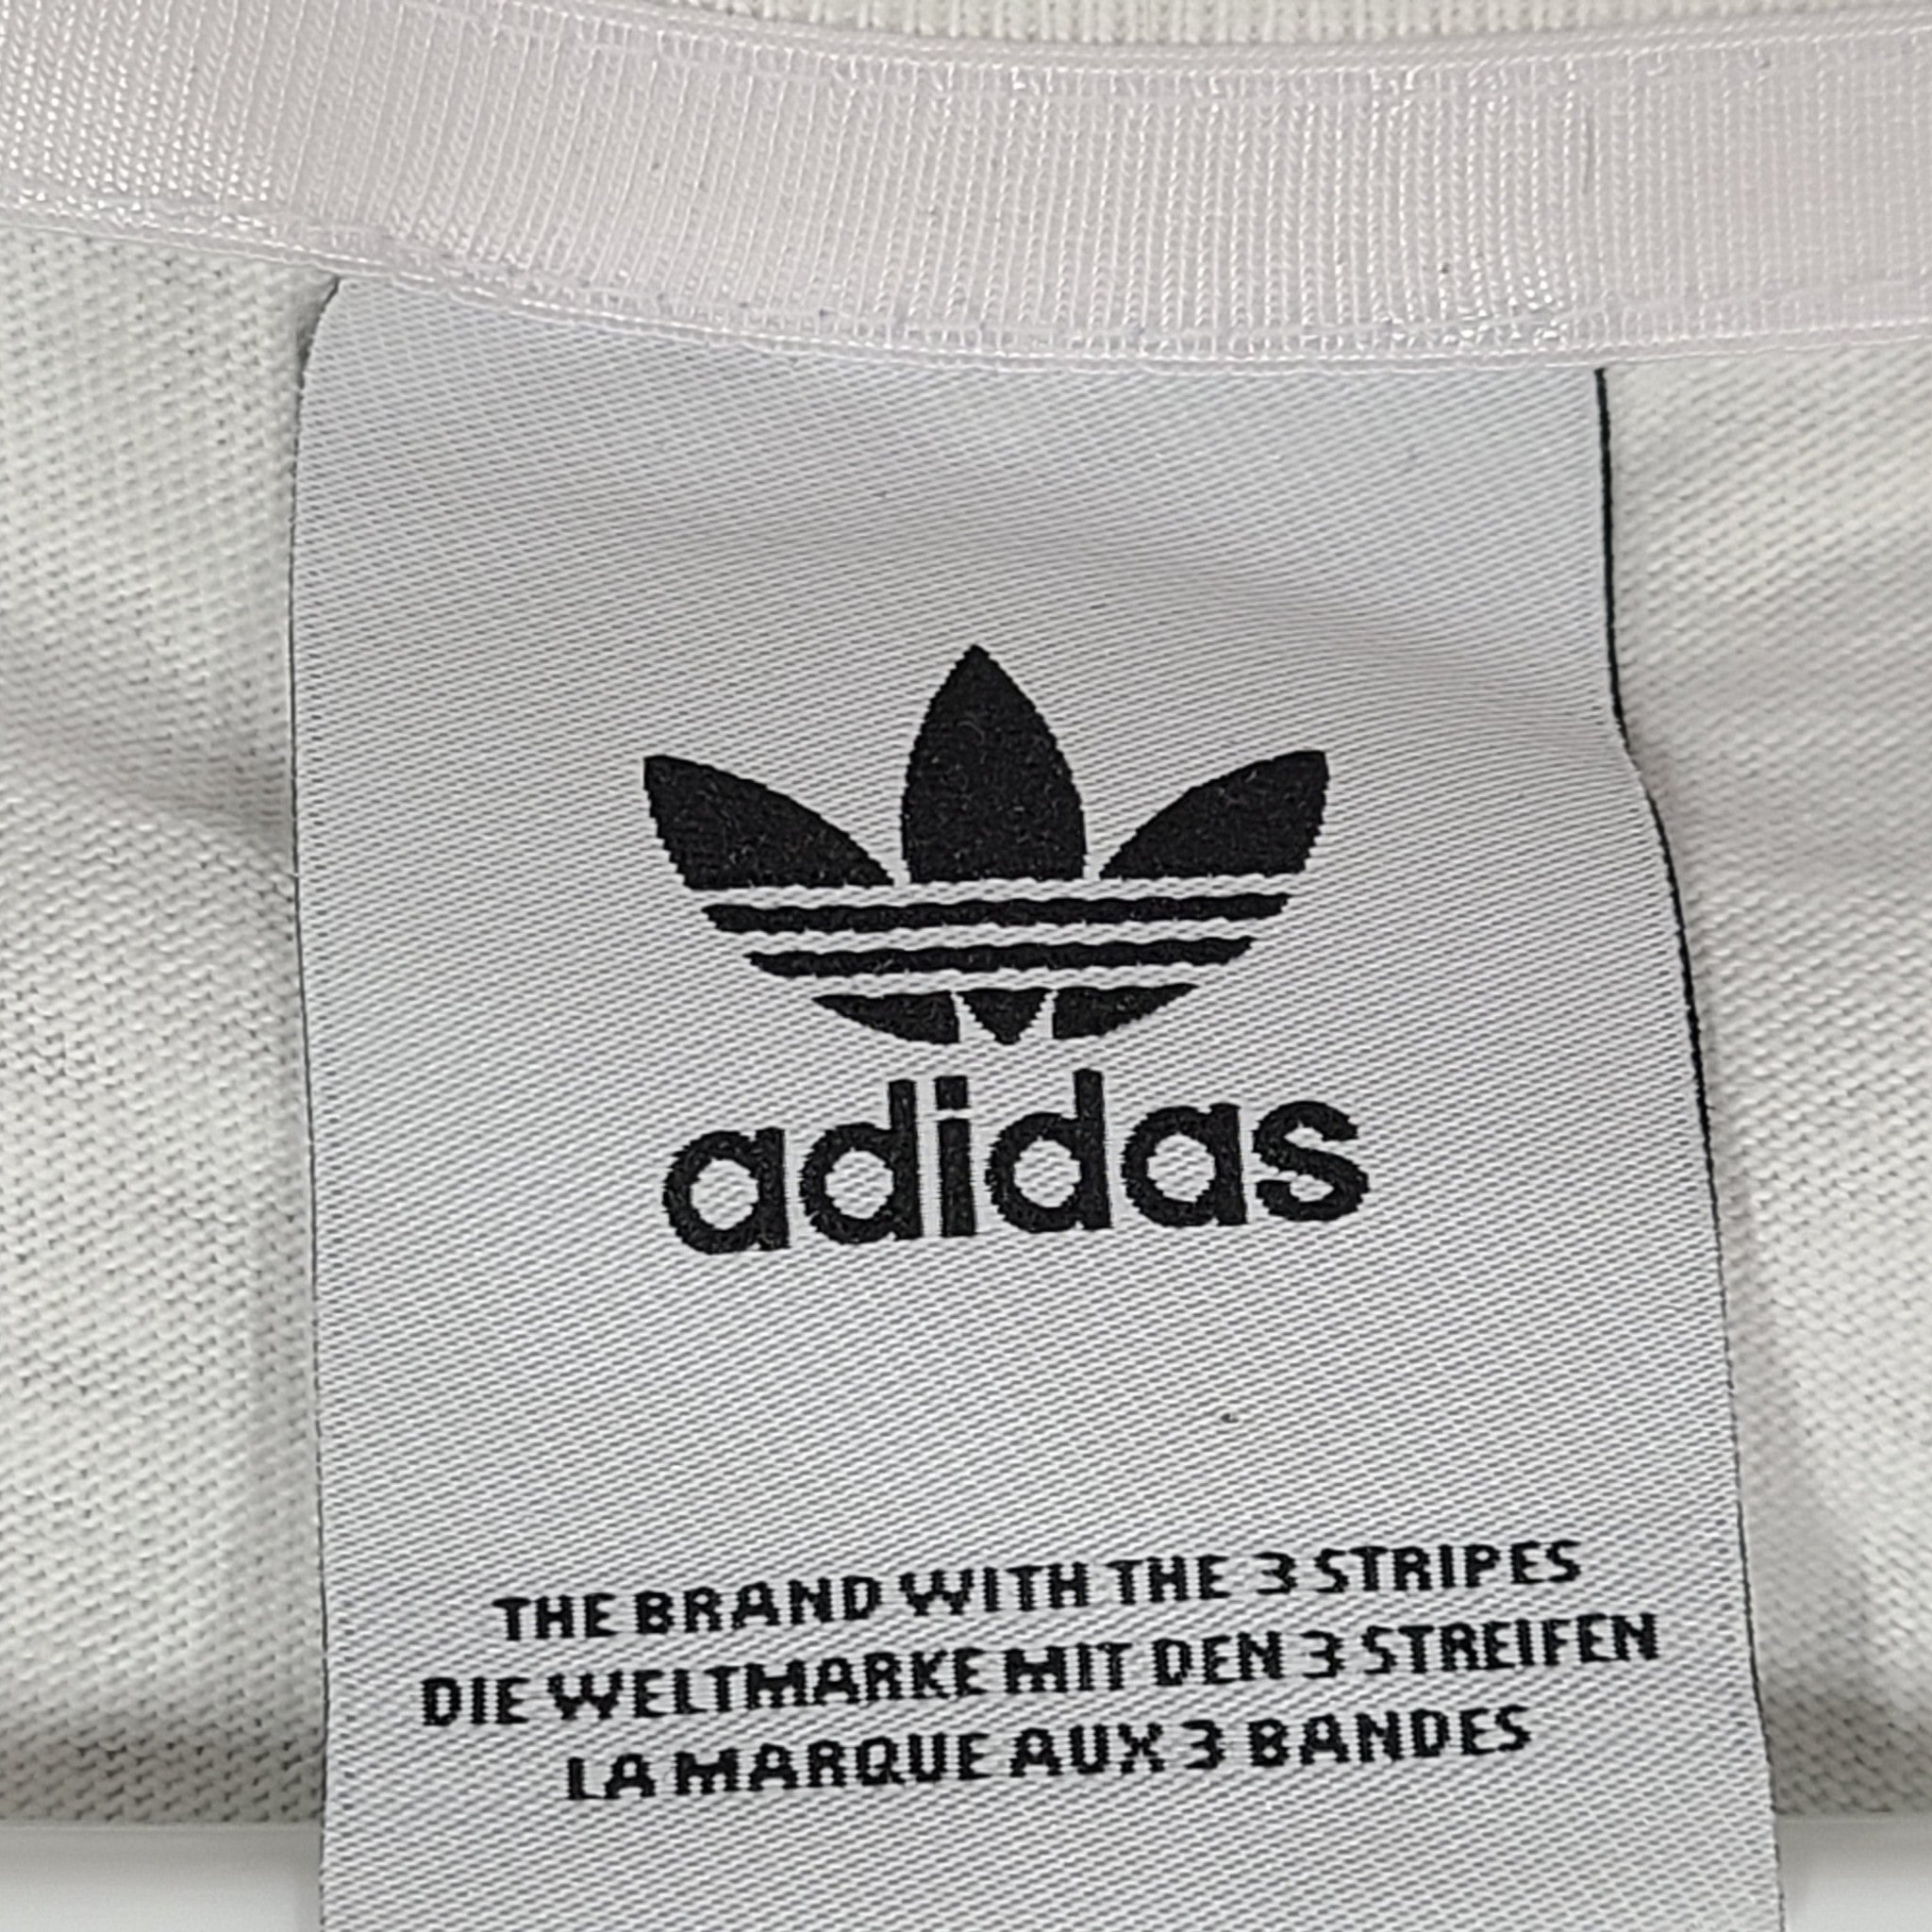 adidas
THE BRAND WITH THE 3 STRIPES
DIE WELTMARKE MIT DEN 3 STREIFEN
LA MARQUE AUX 3 BANDES